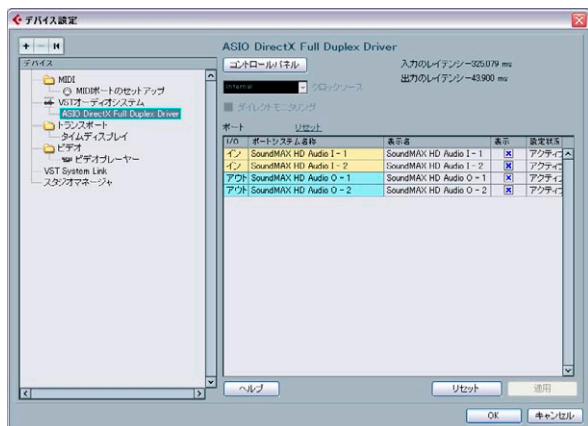 デバイス設定
デバイス
MIDI
MIDIポートのセットアップ
VSTオーディオシステム
ASIO DirectX Full Duplex Driver
トランスポート
タイムディスプレイ
ビデオ
ビデオプレーヤー
VST System Link
スタジオマネージャ
ASIO DirectX Full Duplex Driver
コントロールパネル
入力のレイテンシー325.079 ms
出力のレイテンシー43.900 ms
Internal
クロックソース
ダイレクトモニタリング
ポート リセット
I/O ポートシステム名称 表示名 表示 設定状況
イン SoundMAX HD Audio I - 1 SoundMAX HD Audio I - 1 アクティ
イン SoundMAX HD Audio I - 2 SoundMAX HD Audio I - 2 アクティ
アウト SoundMAX HD Audio O - 1 SoundMAX HD Audio O - 1 アクティ
アウト SoundMAX HD Audio O - 2 SoundMAX HD Audio O - 2 アクティ
ヘルプ リセット 適用
OK キャンセル